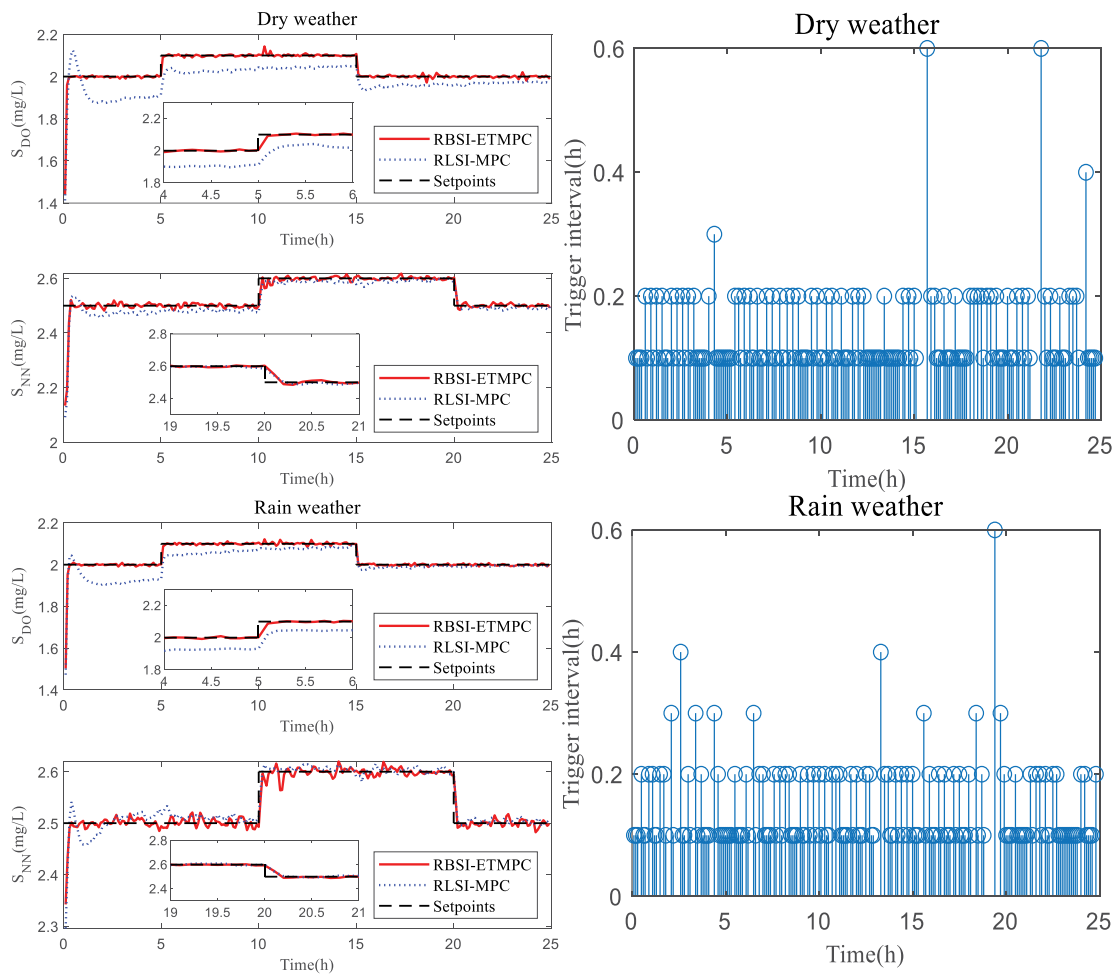 Dry weather
2.2
2
1.8
1.6
1.4
S_DO(mg/L)
2.2
2
1.8
4 4.5 5 5.5 6
RBSI-ETMPC
RLSI-MPC
Setpoints
0 5 10 15 20 25
Time(h)
2.6
2.4
2.2
2
S_NN(mg/L)
2.8
2.6
2.4
19 19.5 20 20.5 21
RBSI-ETMPC
RLSI-MPC
Setpoints
0 5 10 15 20 25
Time(h)
Rain weather
2.2
2
1.8
1.6
1.4
S_DO(mg/L)
2.2
2
1.8
4 4.5 5 5.5 6
RBSI-ETMPC
RLSI-MPC
Setpoints
0 5 10 15 20 25
Time(h)
2.6
2.5
2.4
2.3
S_NN(mg/L)
2.8
2.6
2.4
19 19.5 20 20.5 21
RBSI-ETMPC
RLSI-MPC
Setpoints
0 5 10 15 20 25
Time(h)
Dry weather
0.6
0.4
0.2
0
Trigger interval(h)
0 5 10 15 20 25
Time(h)
Rain weather
0.6
0.4
0.2
0
Trigger interval(h)
0 5 10 15 20 25
Time(h)